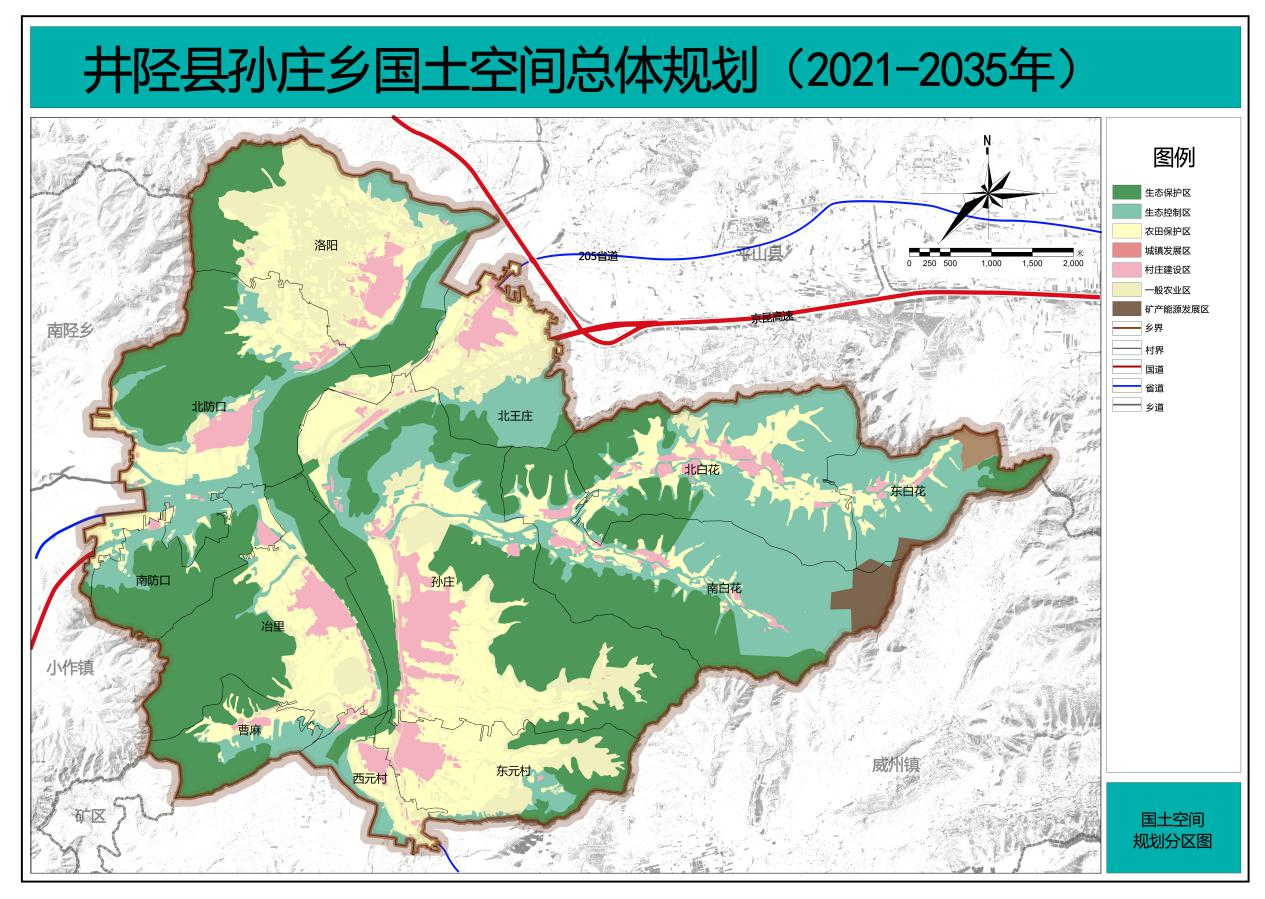 井陉县孙庄乡国土空间总体规划（2021-2035年）
N
0 250 500 1,000 1,500 2,000 米
205省道
平山县
京昆高速
洛阳
南陉乡
北防口
北王庄
北白花
东白花
南防口
孙庄
南白花
冶里
小作镇
曹麻
西元村
东元村
威州镇
矿区
图例
生态保护区
生态控制区
农田保护区
城镇发展区
村庄建设区
一般农业区
矿产能源发展区
乡界
村界
国道
省道
乡道
国土空间
规划分区图